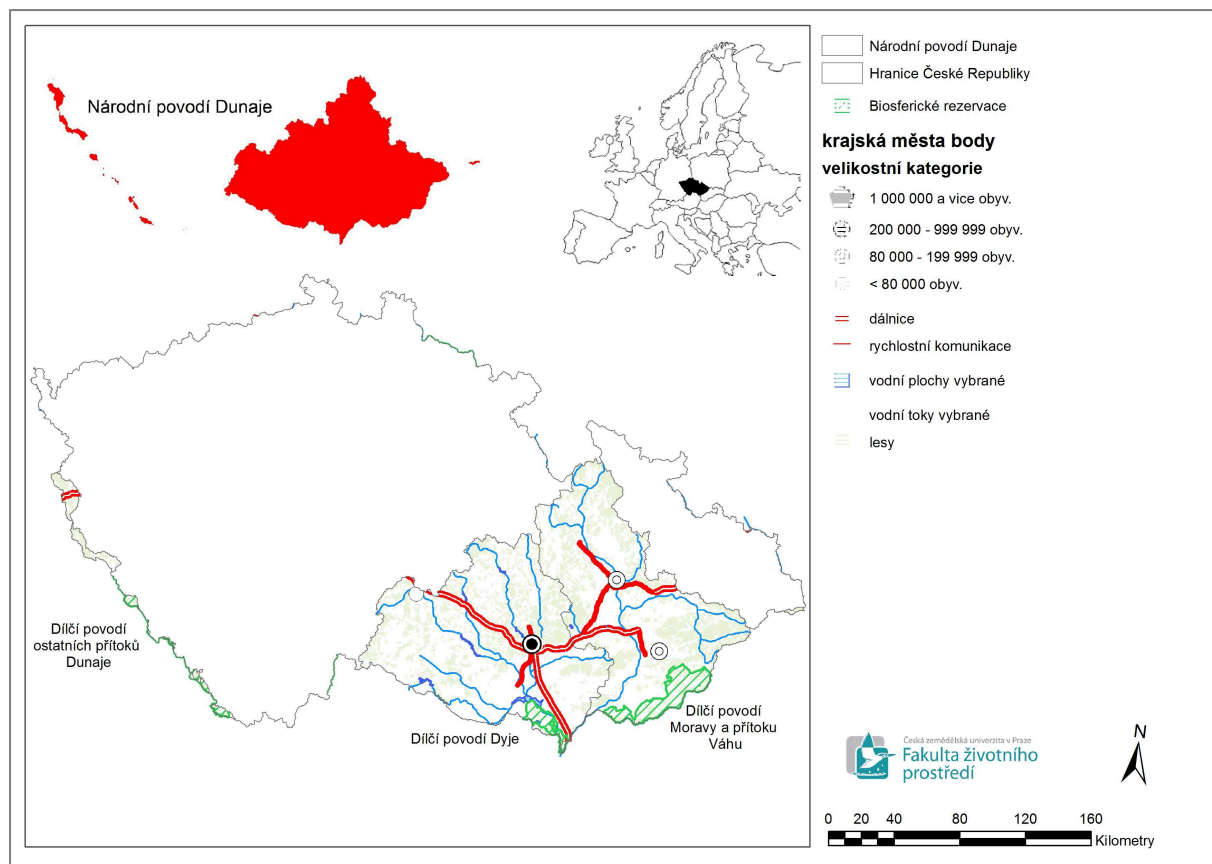 Národní povodí Dunaje
Národní povodí Dunaje
Hranice České Republiky
Biosferické rezervace
krajská města body
velikostní kategorie
1 000 000 a vice obyv.
200 000 - 999 999 obyv.
80 000 - 199 999 obyv.
< 80 000 obyv.
dálnice
rychlostní komunikace
vodní plochy vybrané
vodní toky vybrané
lesy
Dílčí povodí
ostatních přítoků
Dunaje
Dílčí povodí Dyje
Dílčí povodí
Moravy a přítoku
Váhu
Česká zemědělská univerzita v Praze
Fakulta životního
prostředí
N
0 20 40 80 120 160
Kilometry